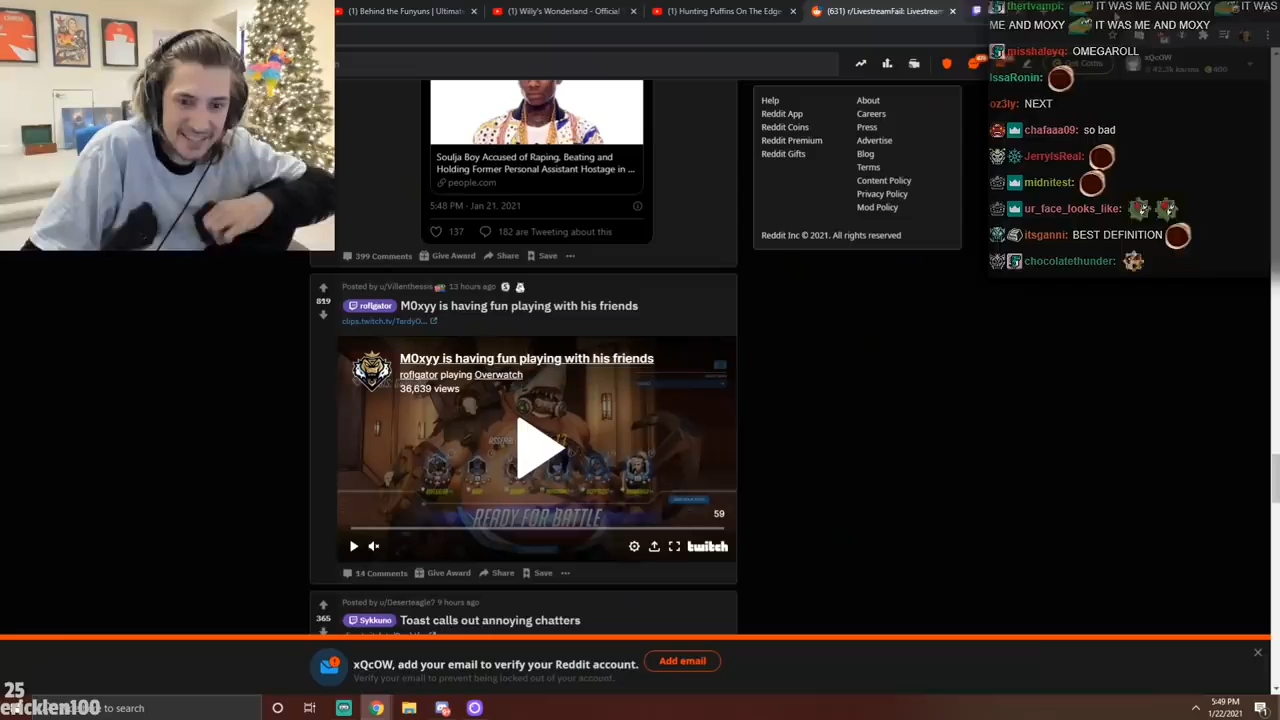 (1) Behind the Funyuns | Ultimat
(1) Willy's Wonderland - Official
(1) Hunting Puffins On The Edge
(631) r/LivestreamFail: Livestream
thertvampi: IT WAS ME AND MOXY IT WAS
ME AND MOXY IT WAS ME AND MOXY
misshaleyq: OMEGAROLL
IssaRonin:
oz3ly: NEXT
chafaaa09: so bad
JerryIsReal:
midnitest:
ur_face_looks_like:
itsganni: BEST DEFINITION
chocolatethunder:
Get Coins
xQcOW
42.2k karma 400
Help About
Reddit App Careers
Reddit Coins Press
Reddit Premium Advertise
Reddit Gifts Blog
Terms
Content Policy
Privacy Policy
Mod Policy
Reddit Inc © 2021. All rights reserved
Soulja Boy Accused of Raping, Beating and
Holding Former Personal Assistant Hostage in ...
people.com
5:48 PM · Jan 21, 2021
137 182 are Tweeting about this
399 Comments Give Award Share Save
Posted by u/Villenthessis 13 hours ago
819
roflgator M0xyy is having fun playing with his friends
clips.twitch.tv/TardyO...
M0xyy is having fun playing with his friends
roflgator playing Overwatch
36,639 views
READY FOR BATTLE
59
twitch
14 Comments Give Award Share Save
Posted by u/Deserteagle7 9 hours ago
365
Sykkuno Toast calls out annoying chatters
xQcOW, add your email to verify your Reddit account.
Add email
Verify your email to prevent being locked out of your account.
25
ericklen100
to search
5:49 PM
1/22/2021